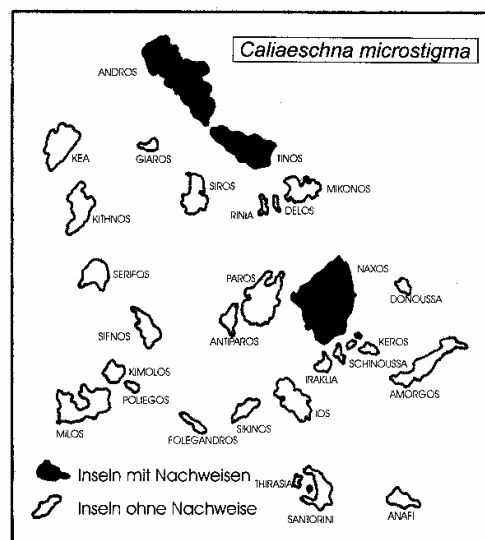 Caliaeschna microstigma
ANDROS
TINOS
KEA
GIAROS
SIROS
MIKONOS
RINIA
DELOS
KITHNOS
SERIFOS
PAROS
NAXOS
DONOUSSA
SIFNOS
ANTIPAROS
KEROS
SCHINOUSSA
IRAKLIA
AMORGOS
KIMOLOS
POLIEGOS
MILOS
FOLEGANDROS
SIKINOS
IOS
THIRASIA
SANTORINI
ANAFI
Inseln mit Nachweisen
Inseln ohne Nachweise